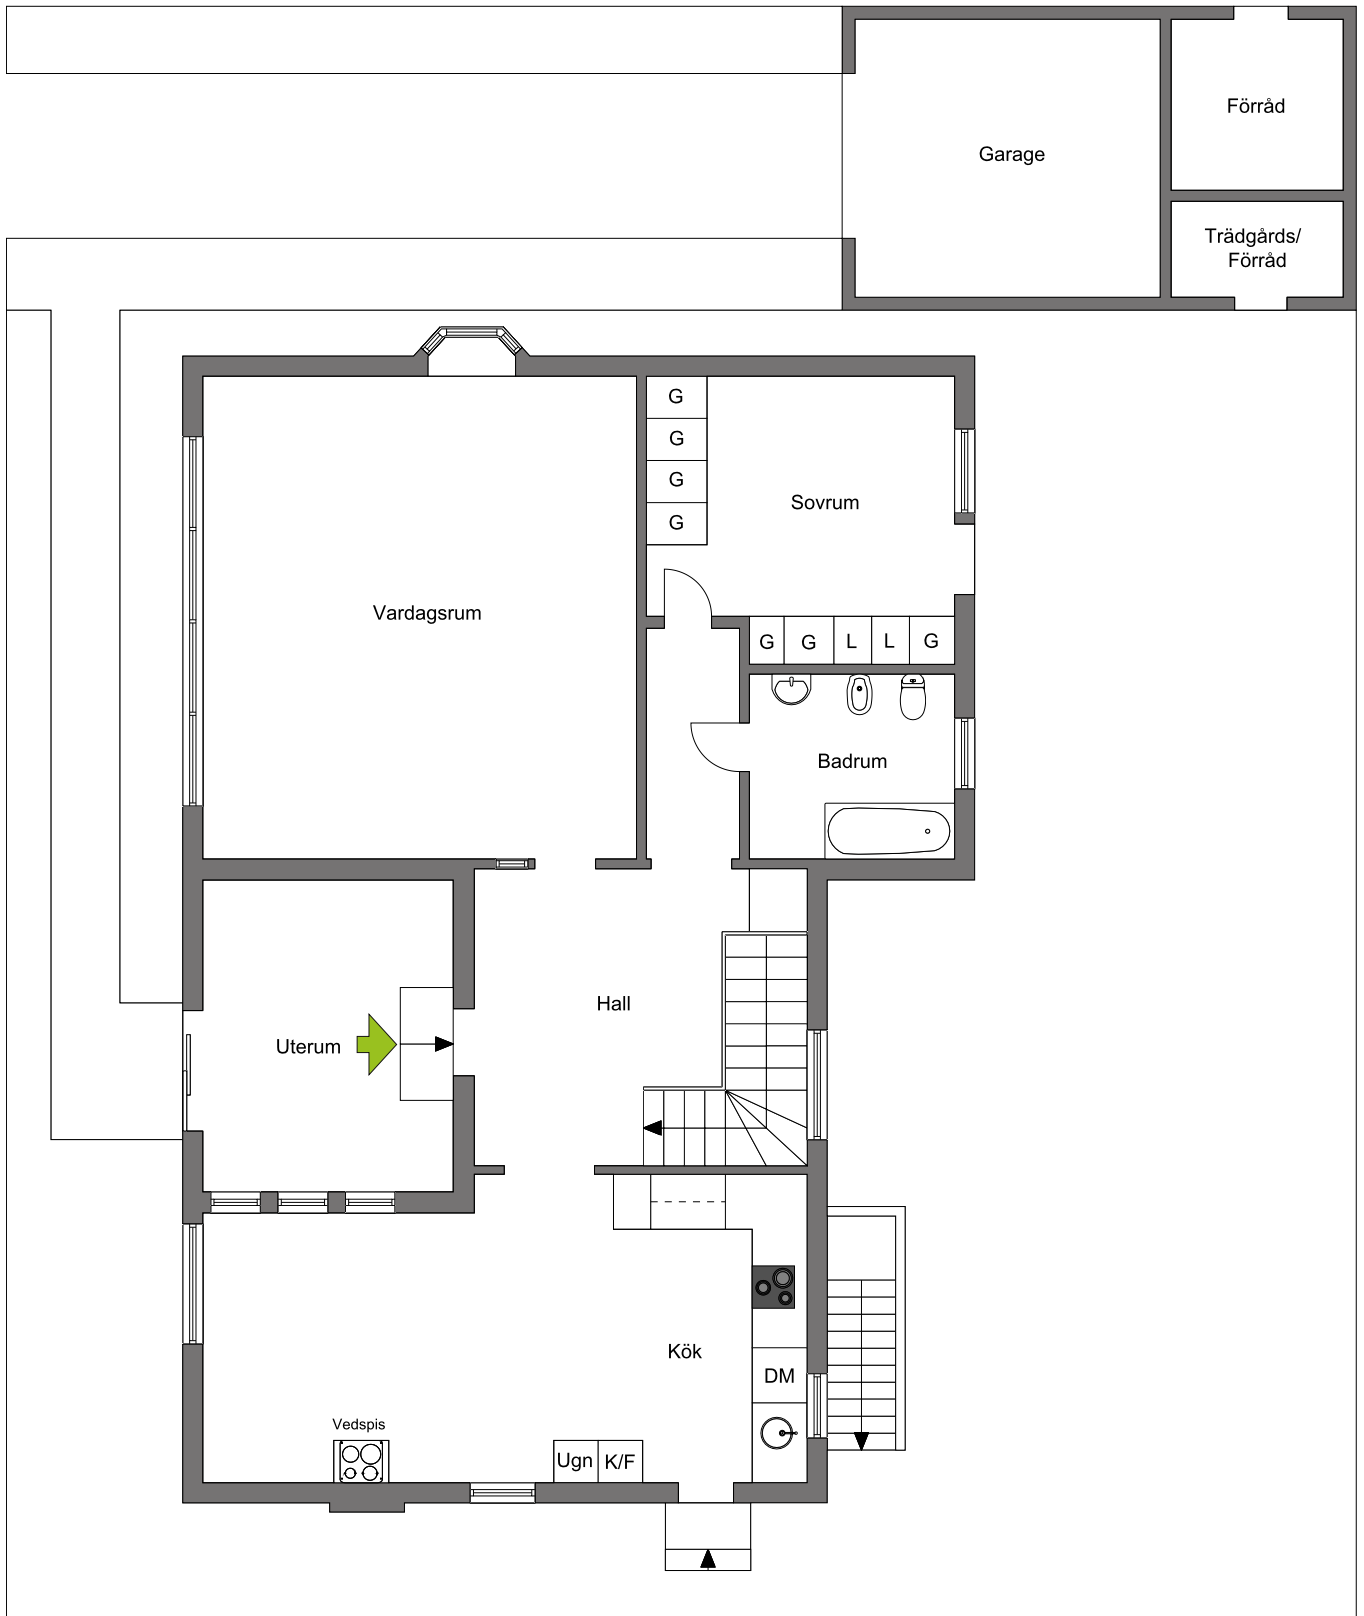 Förråd
Garage
Trädgårds/
Förråd
G
G
G
G
Sovrum
Vardagsrum
G
G
L
L
G
Badrum
Hall
Uterum
Kök
DM
Vedspis
Ugn
K/F